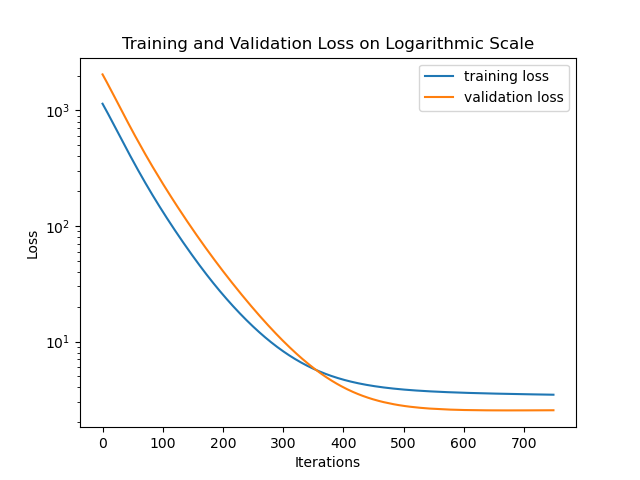 Training and Validation Loss on Logarithmic Scale
training loss
validation loss
10³
10²
10¹
Loss
0 100 200 300 400 500 600 700
Iterations